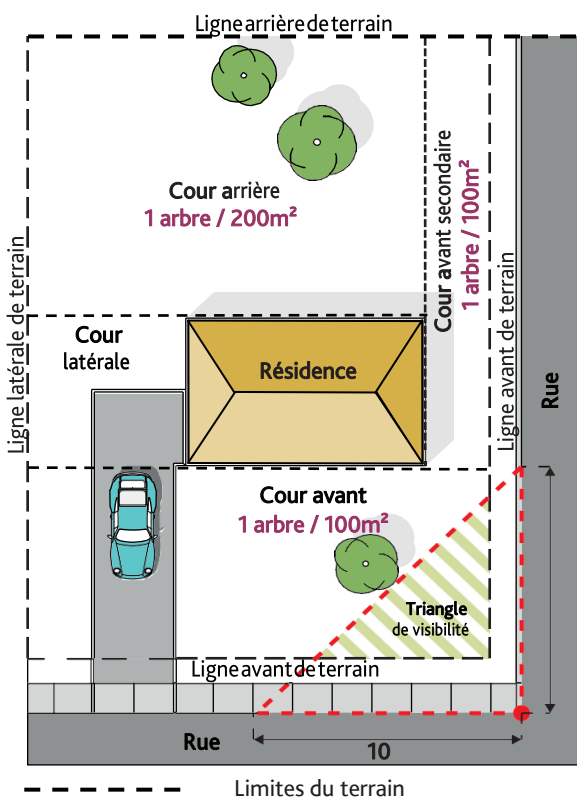 Ligne arrière de terrain
Cour arrière
1 arbre / 200m²
Cour avant secondaire
1 arbre / 100m²
Ligne latérale de terrain
Cour
latérale
Résidence
Ligne avant de terrain
Rue
Cour avant
1 arbre / 100m²
Triangle
de visibilité
Ligne avant de terrain
Rue
10
Limites du terrain